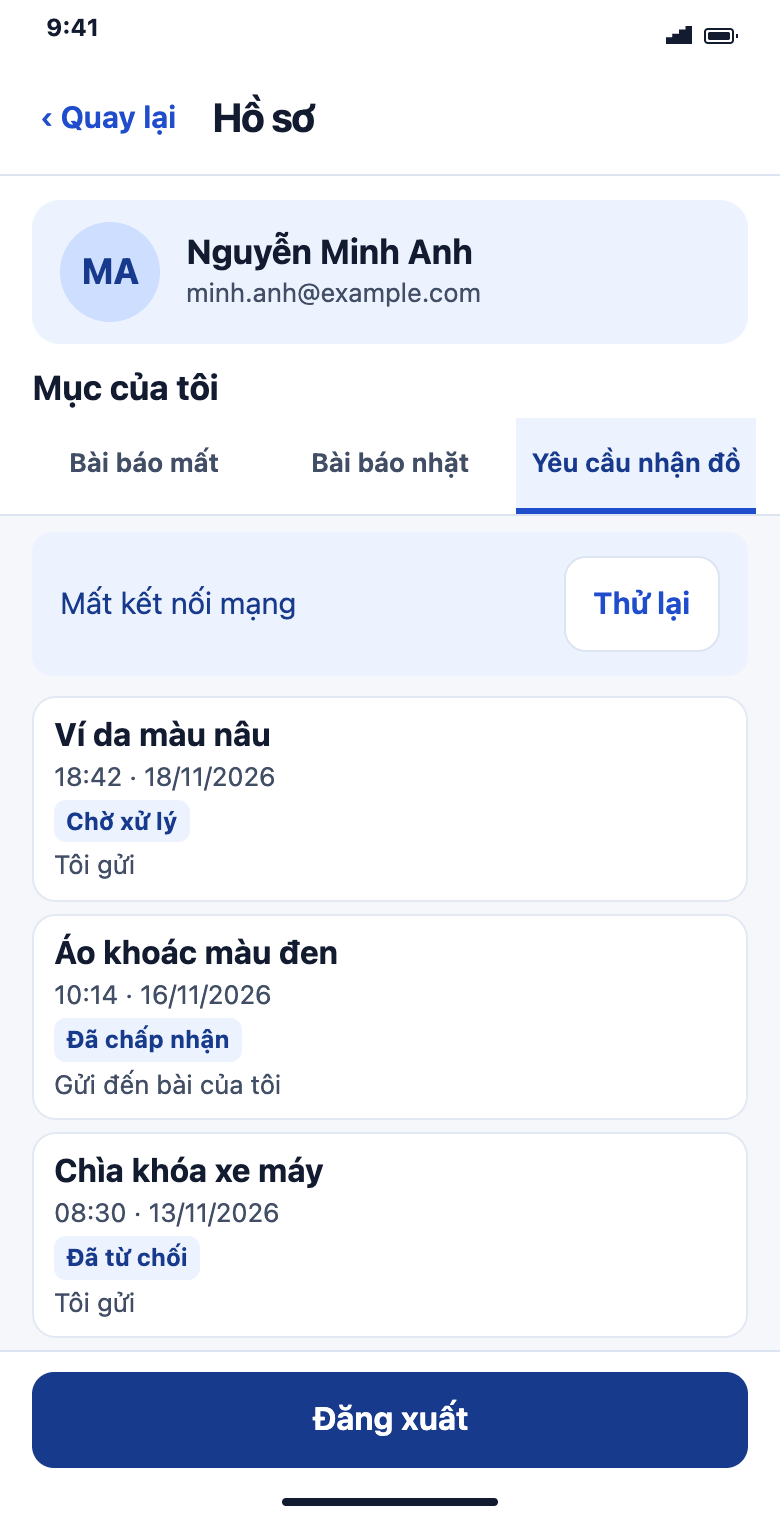 9:41
‹ Quay lại Hồ sơ
MA
Nguyễn Minh Anh
minh.anh@example.com
Mục của tôi
Bài báo mất Bài báo nhặt Yêu cầu nhận đồ
Mất kết nối mạng Thử lại
Ví da màu nâu
18:42 · 18/11/2026
Chờ xử lý
Tôi gửi
Áo khoác màu đen
10:14 · 16/11/2026
Đã chấp nhận
Gửi đến bài của tôi
Chìa khóa xe máy
08:30 · 13/11/2026
Đã từ chối
Tôi gửi
Đăng xuất